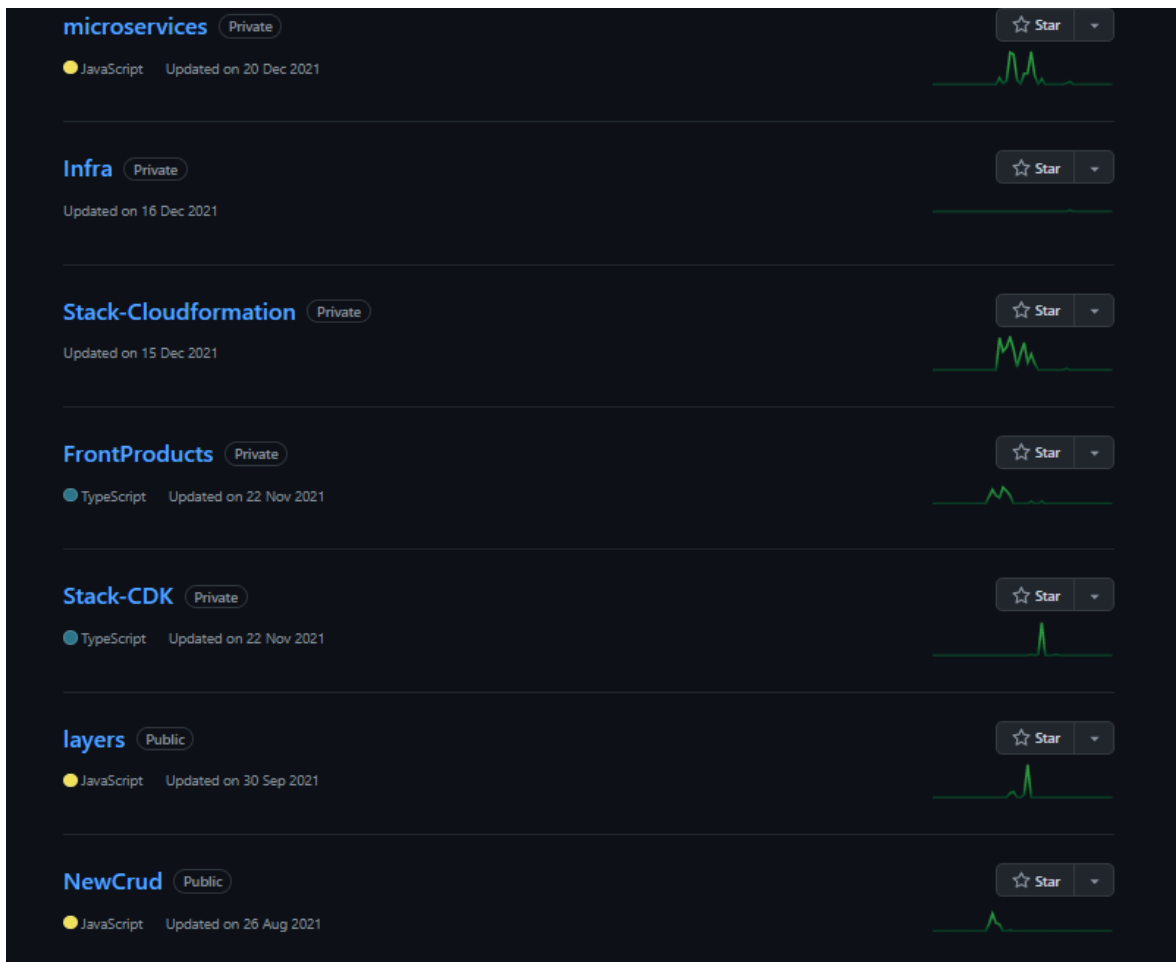 microservices Private Star
JavaScript Updated on 20 Dec 2021
Infra Private Star
Updated on 16 Dec 2021
Stack-Cloudformation Private Star
Updated on 15 Dec 2021
FrontProducts Private Star
TypeScript Updated on 22 Nov 2021
Stack-CDK Private Star
TypeScript Updated on 22 Nov 2021
layers Public Star
JavaScript Updated on 30 Sep 2021
NewCrud Public Star
JavaScript Updated on 26 Aug 2021